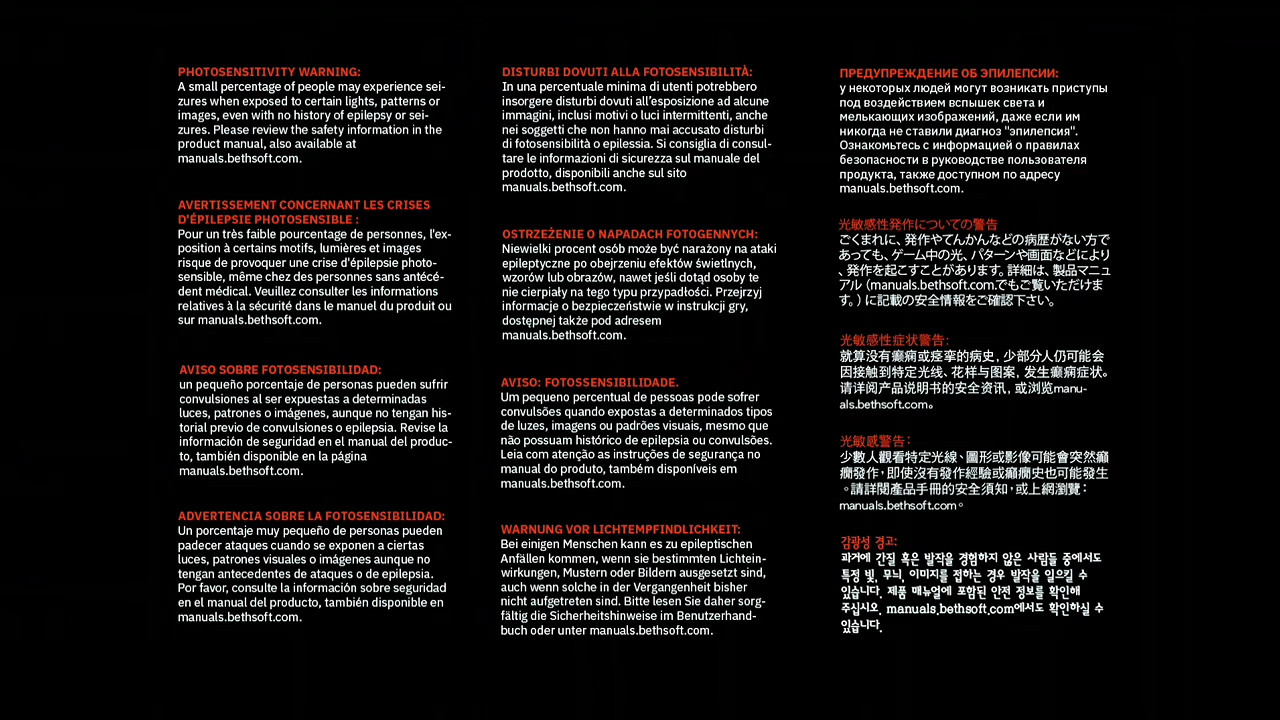 PHOTOSENSITIVITY WARNING:
A small percentage of people may experience sei-
zures when exposed to certain lights, patterns or
images, even with no history of epilepsy or sei-
zures. Please review the safety information in the
product manual, also available at
manuals.bethsoft.com.
AVERTISSEMENT CONCERNANT LES CRISES
D'ÉPILEPSIE PHOTOSENSIBLE :
Pour un très faible pourcentage de personnes, l'ex-
position à certains motifs, lumières et images
risque de provoquer une crise d'épilepsie photo-
sensible, même chez des personnes sans antécé-
dent médical. Veuillez consulter les informations
relatives à la sécurité dans le manuel du produit ou
sur manuals.bethsoft.com.
AVISO SOBRE FOTOSENSIBILIDAD:
un pequeño porcentaje de personas pueden sufrir
convulsiones al ser expuestas a determinadas
luces, patrones o imágenes, aunque no tengan his-
torial previo de convulsiones o epilepsia. Revise la
información de seguridad en el manual del produc-
to, también disponible en la página
manuals.bethsoft.com.
ADVERTENCIA SOBRE LA FOTOSENSIBILIDAD:
Un porcentaje muy pequeño de personas pueden
padecer ataques cuando se exponen a ciertas
luces, patrones visuales o imágenes aunque no
tengan antecedentes de ataques o de epilepsia.
Por favor, consulte la información sobre seguridad
en el manual del producto, también disponible en
manuals.bethsoft.com.
DISTURBI DOVUTI ALLA FOTOSENSIBILITÀ:
In una percentuale minima di utenti potrebbero
insorgere disturbi dovuti all'esposizione ad alcune
immagini, inclusi motivi o luci intermittenti, anche
nei soggetti che non hanno mai accusato disturbi
di fotosensibilità o epilessia. Si consiglia di consul-
tare le informazioni di sicurezza sul manuale del
prodotto, disponibili anche sul sito
manuals.bethsoft.com.
OSTRZEŻENIE O NAPADACH FOTOGENNYCH:
Niewielki procent osób może być narażony na ataki
epileptyczne po obejrzeniu efektów świetlnych,
wzorów lub obrazów, nawet jeśli dotąd osoby te
nie cierpiały na tego typu przypadłości. Przejrzyj
informacje o bezpieczeństwie w instrukcji gry,
dostępnej także pod adresem
manuals.bethsoft.com.
AVISO: FOTOSSENSIBILIDADE.
Um pequeno percentual de pessoas pode sofrer
convulsões quando expostas a determinados tipos
de luzes, imagens ou padrões visuais, mesmo que
não possuam histórico de epilepsia ou convulsões.
Leia com atenção as instruções de segurança no
manual do produto, também disponíveis em
manuals.bethsoft.com.
WARNUNG VOR LICHTEMPFINDLICHKEIT:
Bei einigen Menschen kann es zu epileptischen
Anfällen kommen, wenn sie bestimmten Lichtein-
wirkungen, Mustern oder Bildern ausgesetzt sind,
auch wenn solche in der Vergangenheit bisher
nicht aufgetreten sind. Bitte lesen Sie daher sorg-
fältig die Sicherheitshinweise im Benutzerhand-
buch oder unter manuals.bethsoft.com.
ПРЕДУПРЕЖДЕНИЕ ОБ ЭПИЛЕПСИИ:
у некоторых людей могут возникать приступы
под воздействием вспышек света и
мелькающих изображений, даже если им
никогда не ставили диагноз "эпилепсия".
Ознакомьтесь с информацией о правилах
безопасности в руководстве пользователя
продукта, также доступном по адресу
manuals.bethsoft.com.
光敏感性発作についての警告
ごくまれに、発作やてんかんなどの病歴がない方で
あっても、ゲーム中の光、パターンや画面などにより
、発作を起こすことがあります。詳細は、製品マニュ
アル（manuals.bethsoft.comでもご覧いただけま
す。）に記載の安全情報をご確認下さい。
光敏感性症状警告：
就算没有癫痫或痉挛的病史，少部分人仍可能会
因接触到特定光线、花样与图案，发生癫痫症状。
请详阅产品说明书的安全资讯，或浏览manu-
als.bethsoft.com。
光敏感警告：
少數人觀看特定光線、圖形或影像可能會突然癲
癇發作，即使沒有發作經驗或癲癇史也可能發生
。請詳閱產品手冊的安全須知，或上網瀏覽：
manuals.bethsoft.com。
감광성 경고:
과거에 간질 혹은 발작을 경험하지 않은 사람들 중에서도
특정 빛, 무늬, 이미지를 접하는 경우 발작을 일으킬 수
있습니다. 제품 매뉴얼에 포함된 안전 정보를 확인해
주십시오. manuals.bethsoft.com에서도 확인하실 수
있습니다.